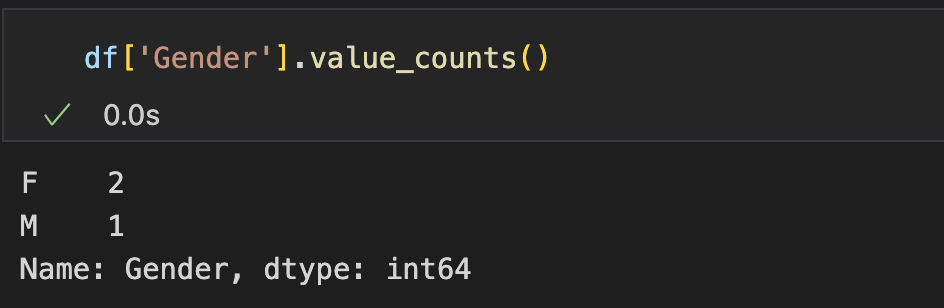 df['Gender'].value_counts()
0.0s
F    2
M    1
Name: Gender, dtype: int64